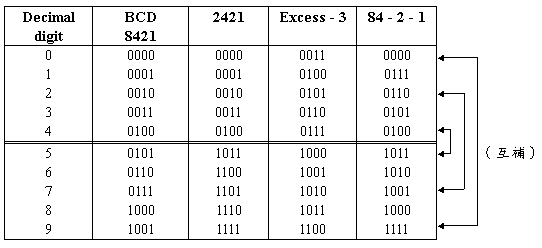 Decimal digit BCD 8421 2421 Excess - 3 84 - 2 - 1
0 0000 0000 0011 0000
1 0001 0001 0100 0111
2 0010 0010 0101 0110
3 0011 0011 0110 0101
4 0100 0100 0111 0100
5 0101 1011 1000 1011
6 0110 1100 1001 1010
7 0111 1101 1010 1001
8 1000 1110 1011 1000
9 1001 1111 1100 1111
（互補）